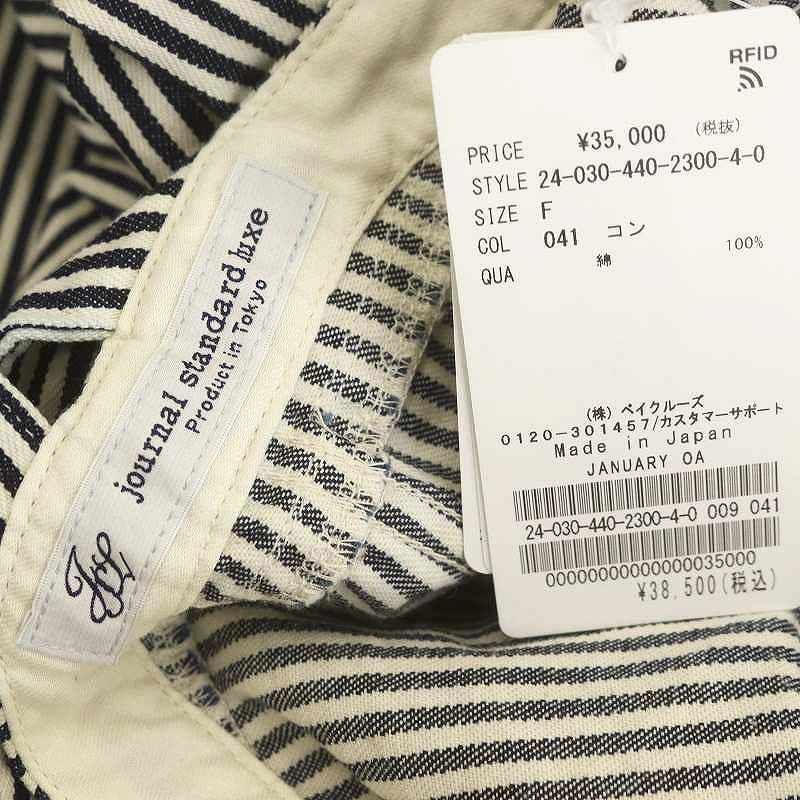 journal standard luxe
Product in Tokyo
RFID
PRICE ¥35,000 (税抜)
STYLE 24-030-440-2300-4-0
SIZE F
COL 041 コン
QUA 綿 100%
(株) ベイクルーズ
0120-301457/カスタマーサポート
Made in Japan
JANUARY OA
24-030-440-2300-4-0 009 041
00000000000000035000
¥38,500(税込)